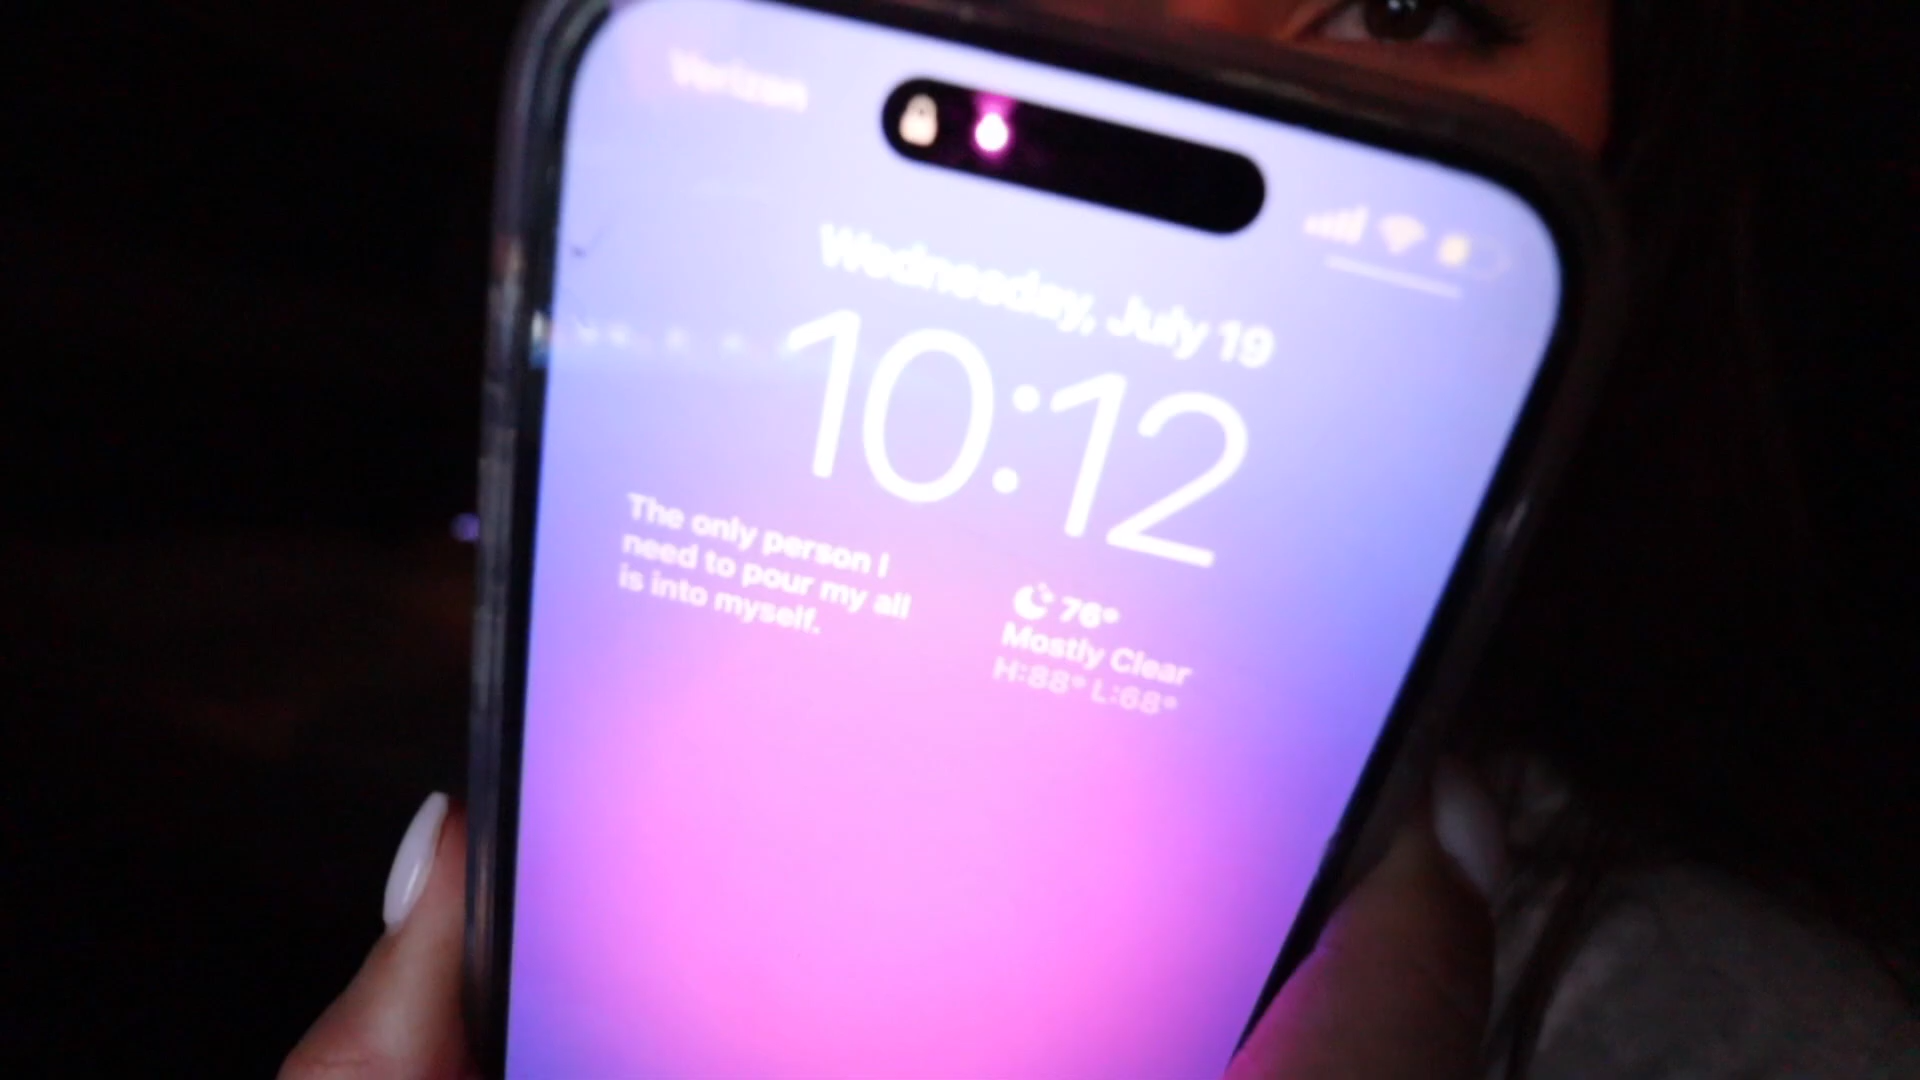 Verizon
Wednesday, July 19
10:12
The only person I
need to pour my all
is into myself.
76°
Mostly Clear
H:88° L:68°